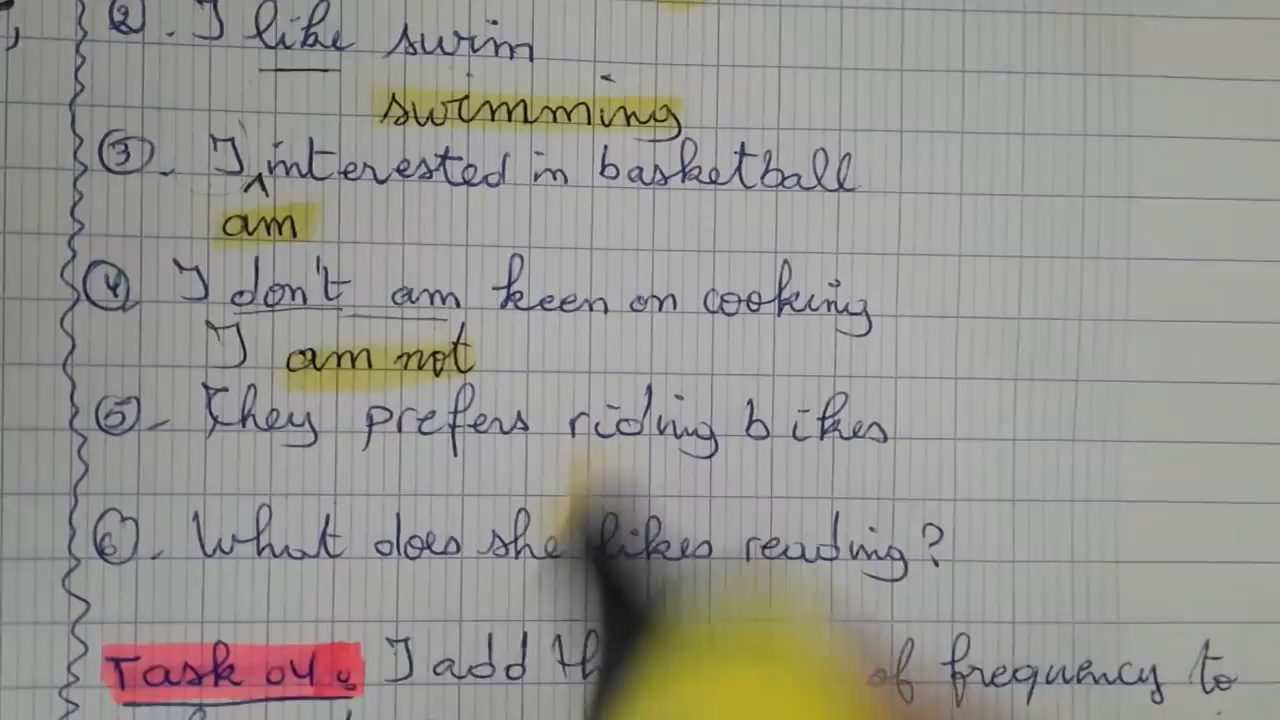 2. I like swim
swimming
3. I interested in basketball
am
4 I don't am keen on cooking
I am not
5. They prefers riding bikes
6. What does she likes reading?
Task 04: I add of frequency to